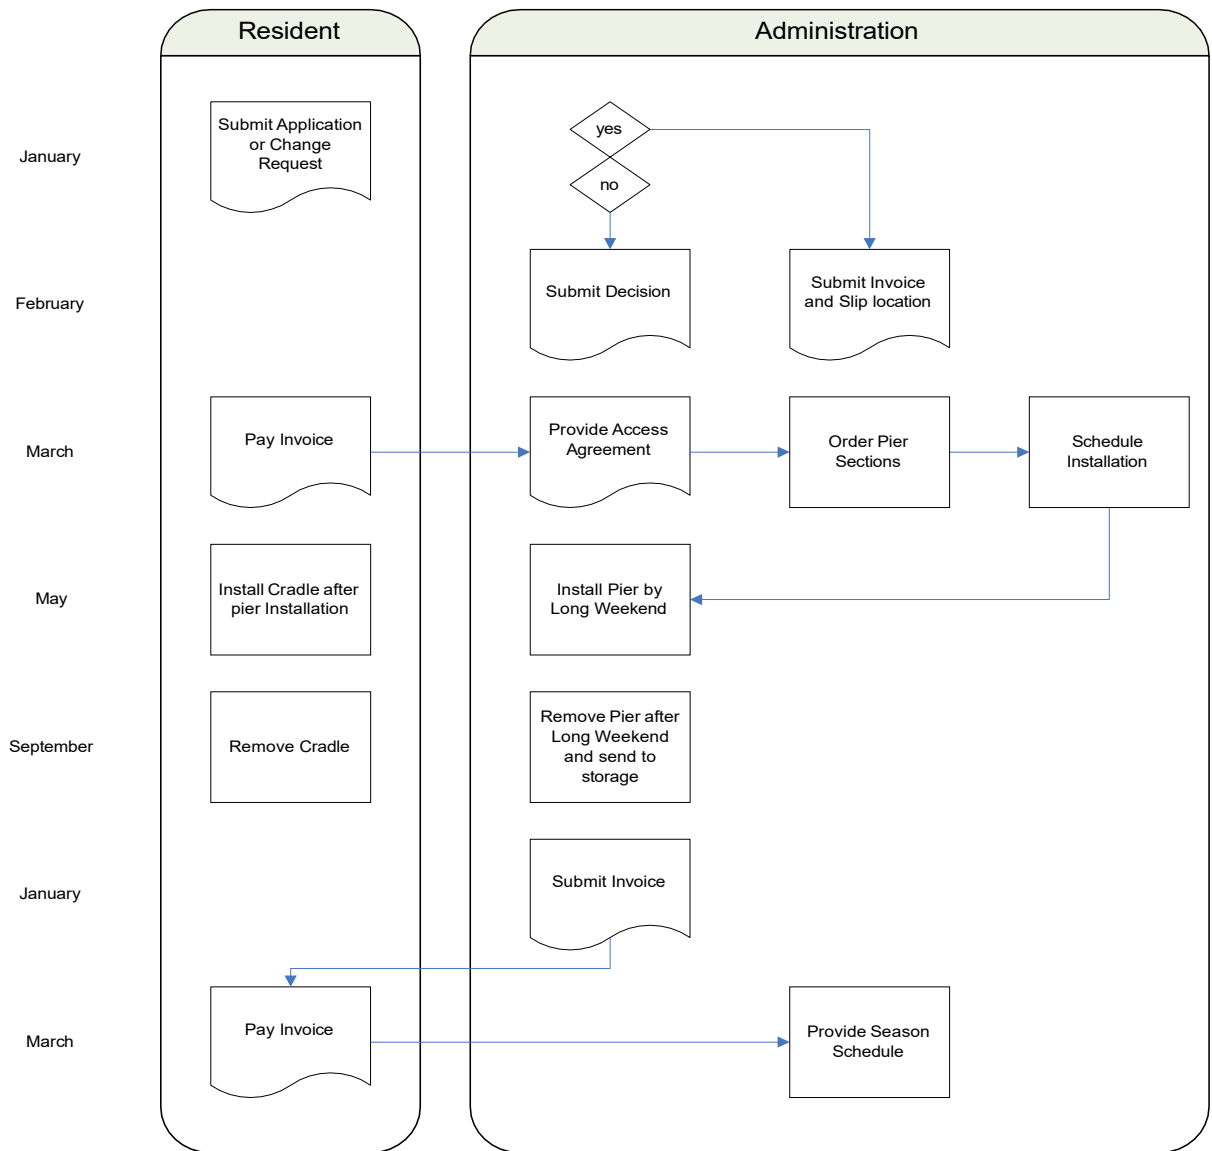 Resident
Administration
January
Submit Application
or Change
Request
yes
no
February
Submit Decision
Submit Invoice
and Slip location
March
Pay Invoice
Provide Access
Agreement
Order Pier
Sections
Schedule
Installation
May
Install Cradle after
pier Installation
Install Pier by
Long Weekend
September
Remove Cradle
Remove Pier after
Long Weekend
and send to
storage
January
Submit Invoice
March
Pay Invoice
Provide Season
Schedule